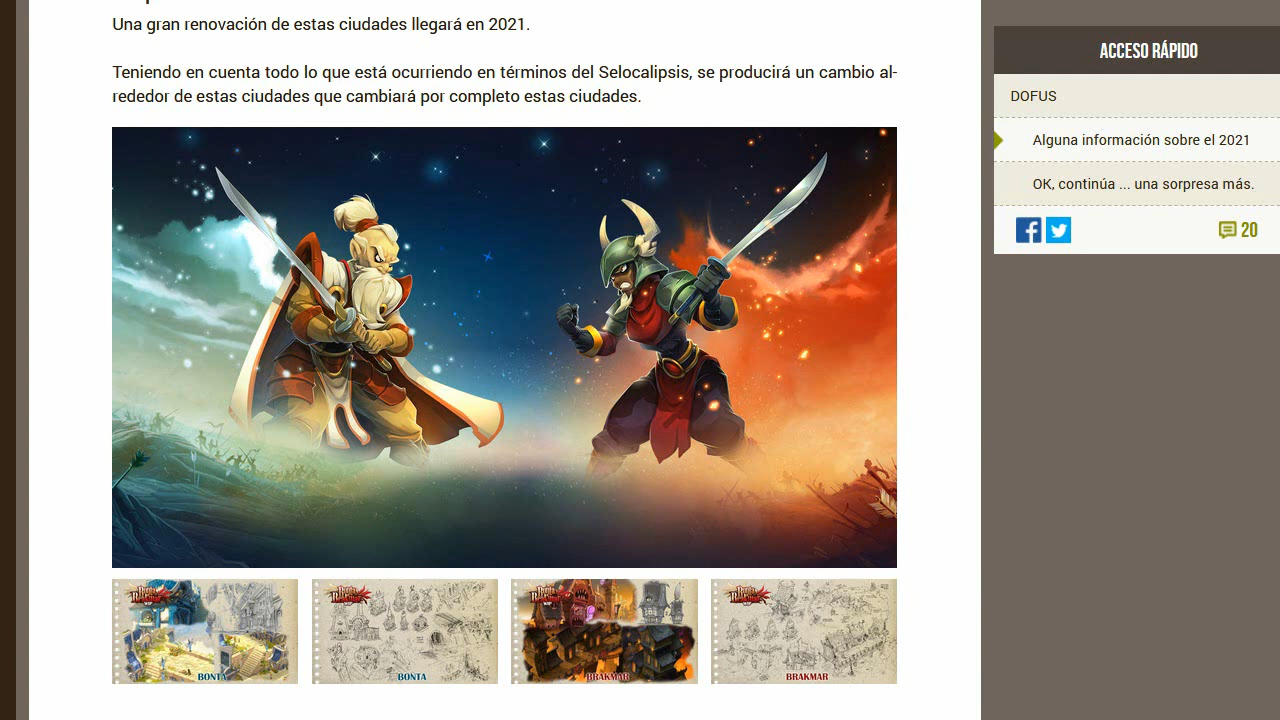 Una gran renovación de estas ciudades llegará en 2021.
Teniendo en cuenta todo lo que está ocurriendo en términos del Selocalipsis, se producirá un cambio al-
rededor de estas ciudades que cambiará por completo estas ciudades.
BONTA
BONTA
BRAKMAR
BRAKMAR
ACCESO RÁPIDO
DOFUS
Alguna información sobre el 2021
OK, continúa ... una sorpresa más.
20